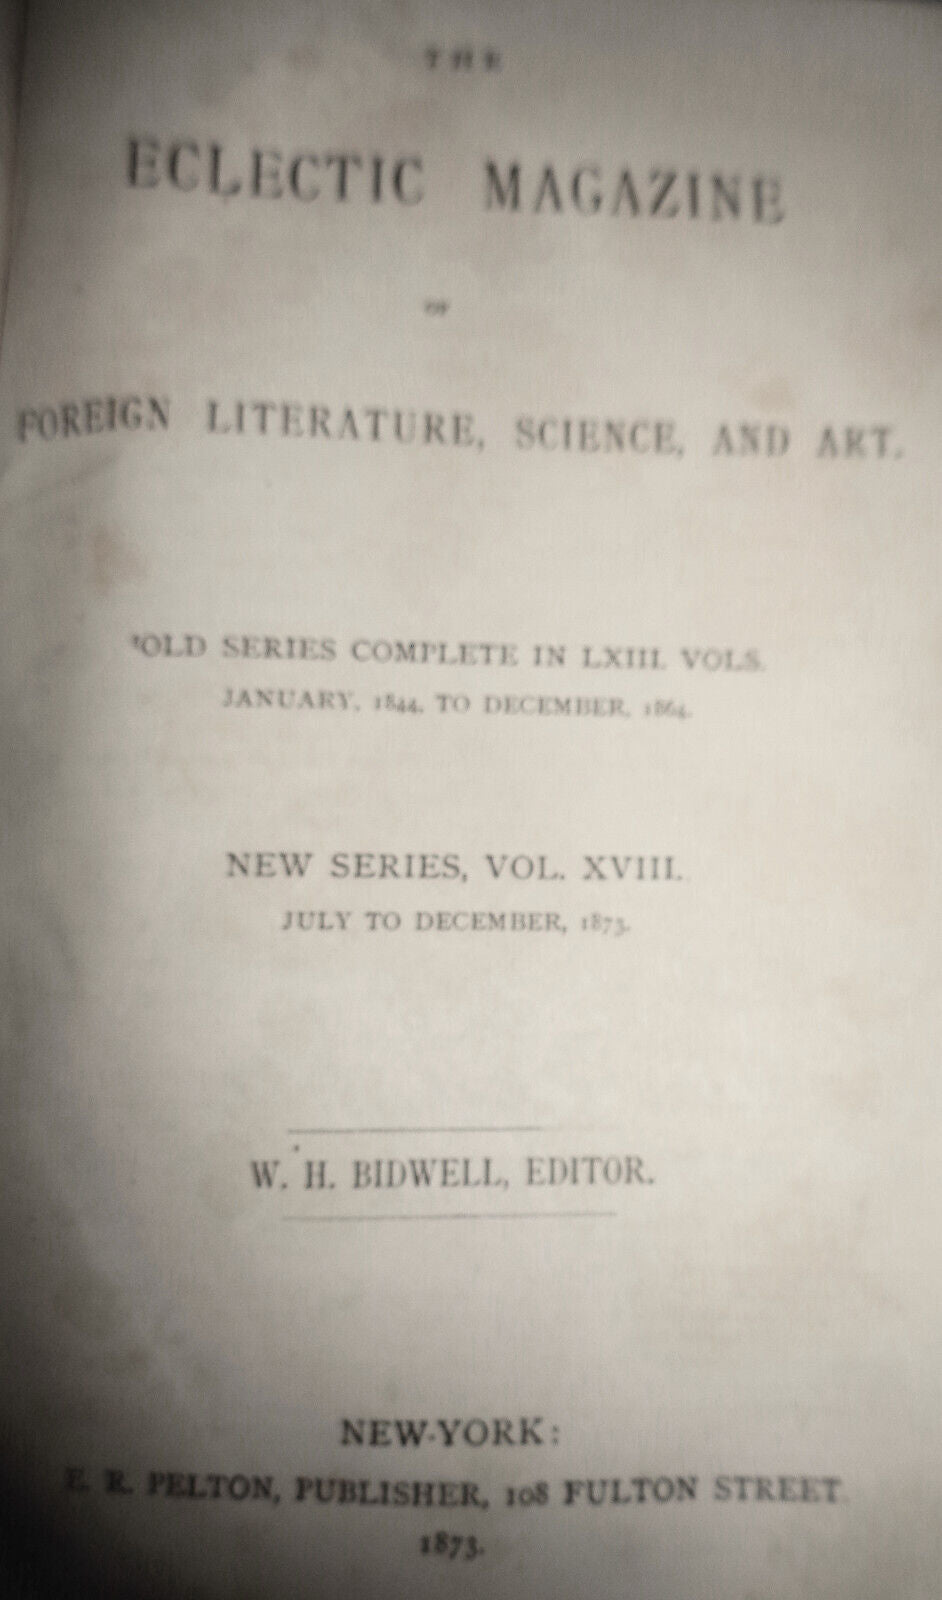 THE
ECLECTIC MAGAZINE
OF
FOREIGN LITERATURE, SCIENCE, AND ART.
OLD SERIES COMPLETE IN LXIII. VOLS.
JANUARY, 1844, TO DECEMBER, 1864.
NEW SERIES, VOL. XVIII.
JULY TO DECEMBER, 1873.
W. H. BIDWELL, EDITOR.
NEW-YORK:
E. R. PELTON, PUBLISHER, 108 FULTON STREET.
1873.